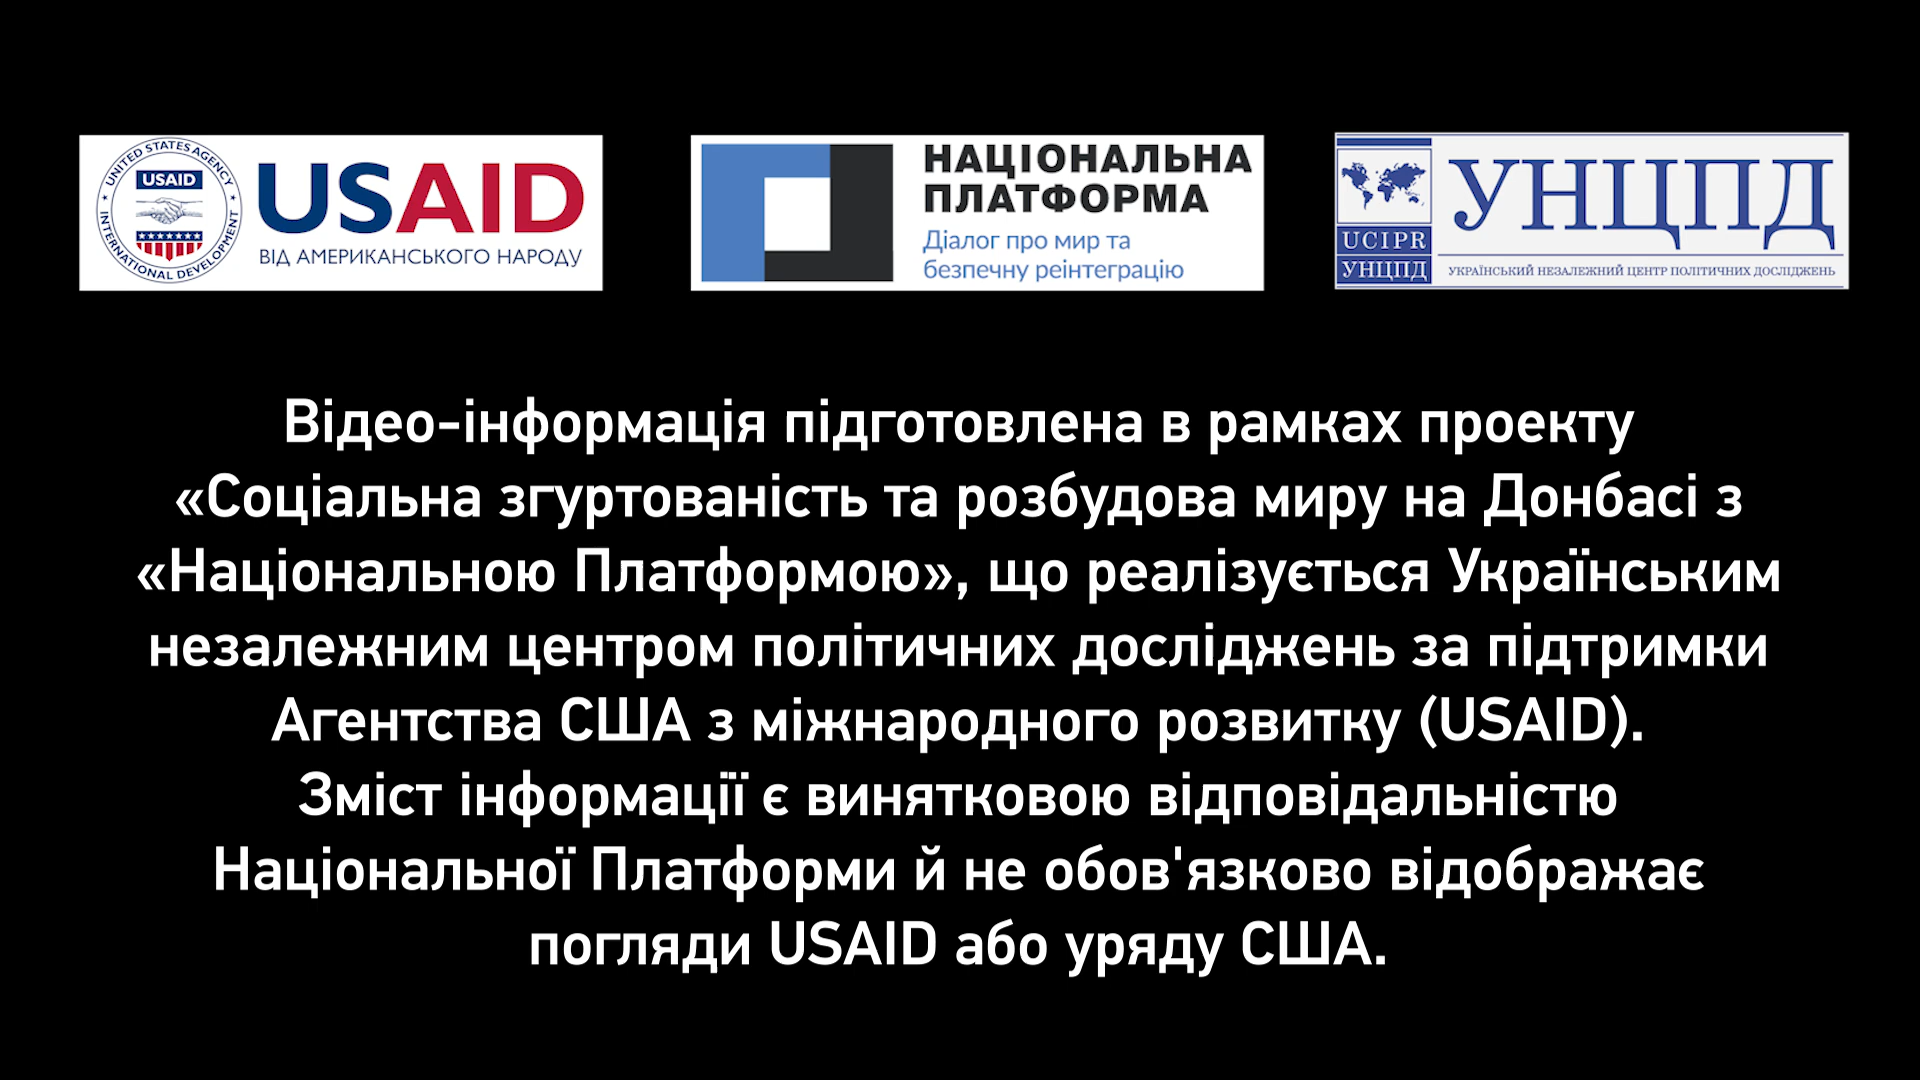 UNITED STATES AGENCY
USAID
INTERNATIONAL DEVELOPMENT
USAID
ВІД АМЕРИКАНСЬКОГО НАРОДУ
НАЦІОНАЛЬНА
ПЛАТФОРМА
Діалог про мир та
безпечну реінтеграцію
UCIPR
УНЦПД
УНЦПД
УКРАЇНСЬКИЙ НЕЗАЛЕЖНИЙ ЦЕНТР ПОЛІТИЧНИХ ДОСЛІДЖЕНЬ
Відео-інформація підготовлена в рамках проекту
«Соціальна згуртованість та розбудова миру на Донбасі з
«Національною Платформою», що реалізується Українським
незалежним центром політичних досліджень за підтримки
Агентства США з міжнародного розвитку (USAID).
Зміст інформації є винятковою відповідальністю
Національної Платформи й не обов'язково відображає
погляди USAID або уряду США.